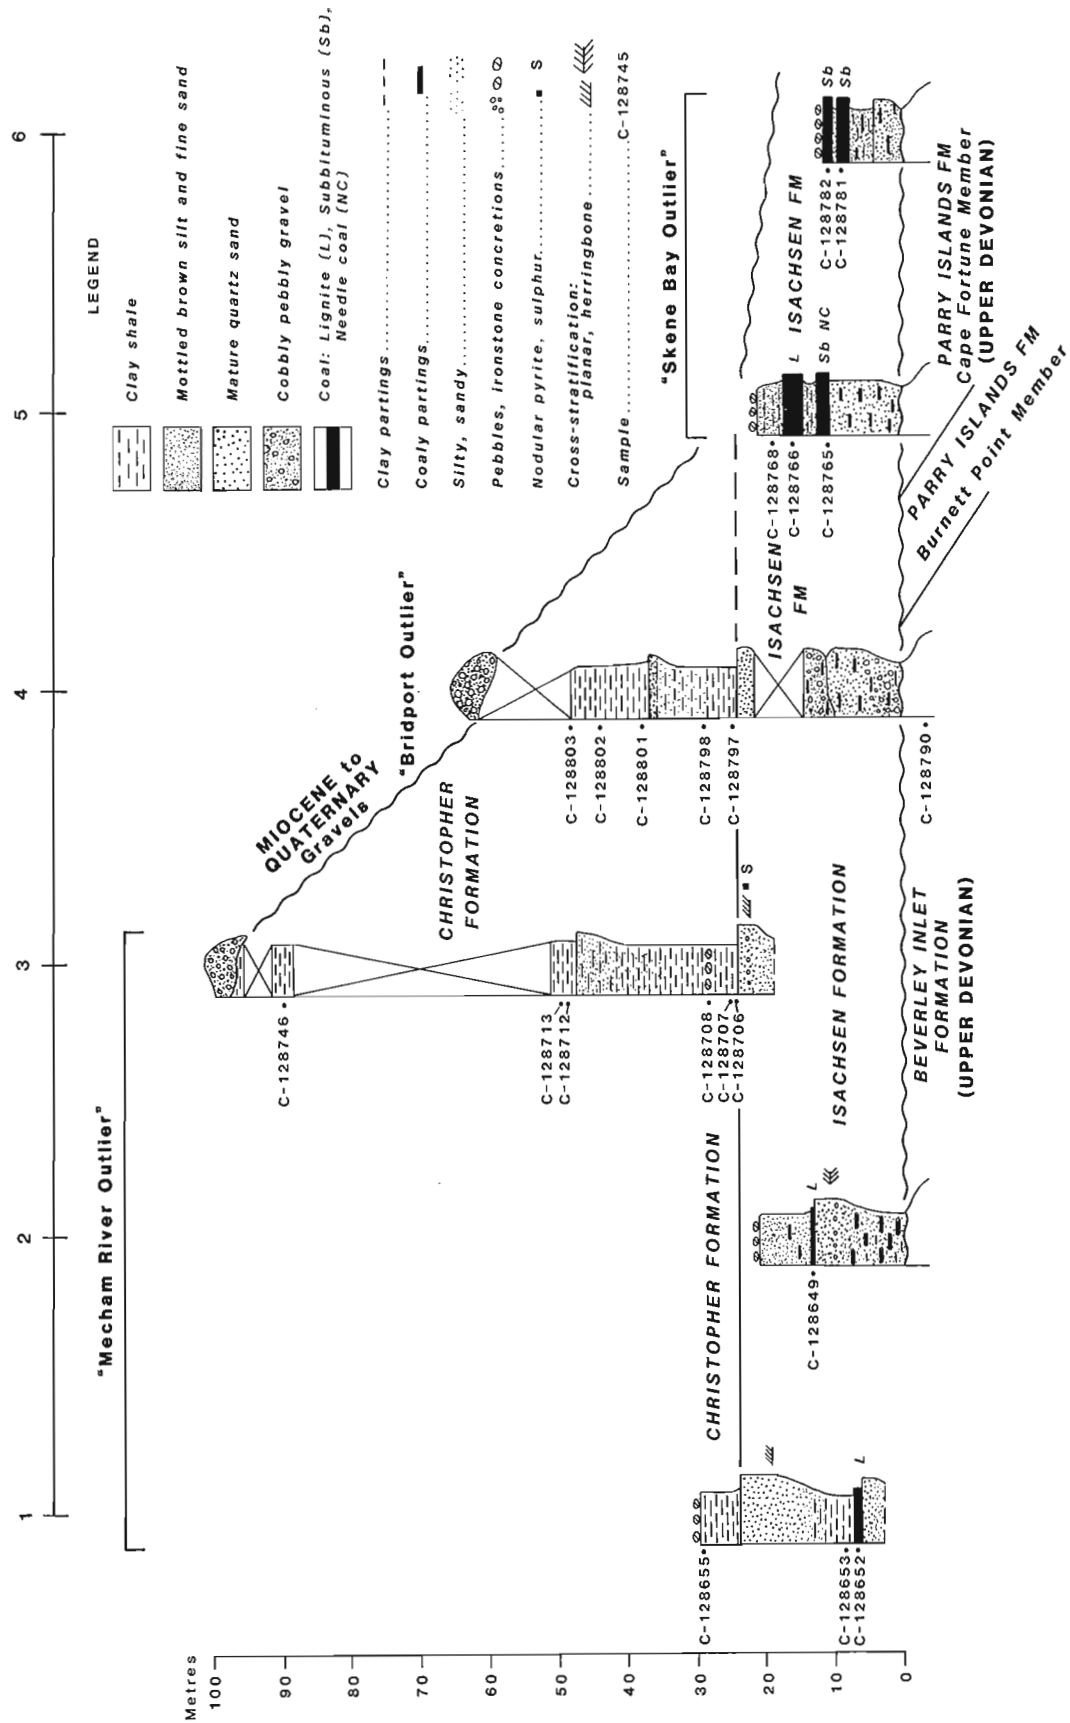 1
2
3
4
5
6
"Mecham River Outlier"
"Bridport Outlier"
"Skene Bay Outlier"
LEGEND
Clay shale
Mottled brown silt and fine sand
Mature quartz sand
Cobbly pebbly gravel
Coal: Lignite (L), Subbituminous (Sb),
Needle coal (NC)
Clay partings
Coaly partings
Silty, sandy
Pebbles, ironstone concretions
Nodular pyrite, sulphur S
Cross-stratification:
planar, herringbone
Sample C-128745
MIOCENE to
QUATERNARY
Gravels
CHRISTOPHER
FORMATION
CHRISTOPHER FORMATION
ISACHSEN FORMATION
ISACHSEN
FM
ISACHSEN FM
BEVERLEY INLET
FORMATION
(UPPER DEVONIAN)
PARRY ISLANDS FM
Burnett Point Member
PARRY ISLANDS FM
Cape Fortune Member
(UPPER DEVONIAN)
Metres
100
90
80
70
60
50
40
30
20
10
0
C-128655
C-128653
C-128652
L
C-128649
L
C-128746
C-128713
C-128712
C-128708
C-128707
C-128706
S
C-128803
C-128802
C-128801
C-128798
C-128797
C-128790
C-128768
C-128766
C-128765
L
Sb NC
C-128782
C-128781
Sb
Sb